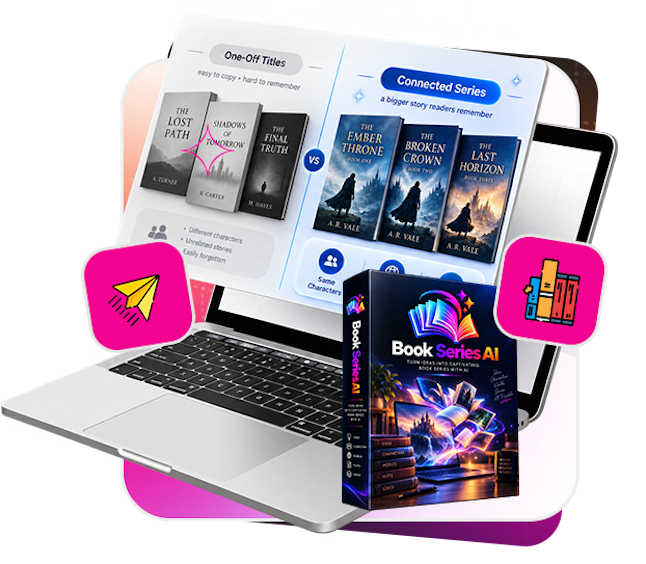 One-Off Titles
easy to copy • hard to remember
THE
LOST
PATH
A. TURNER
SHADOWS
OF
TOMORROW
R. CARTER
THE
FINAL
TRUTH
M. HAYES
• Different characters
• Unrelated stories
Easily forgotten
VS
Connected Series
a bigger story readers remember
THE
EMBER
THRONE
BOOK ONE
A. R. VALE
THE
BROKEN
CROWN
BOOK TWO
A. R. VALE
THE
LAST
HORIZON
BOOK THREE
A. R. VALE
Same
Characters
Book Series AI
TURN IDEAS INTO CAPTIVATING
BOOK SERIES WITH AI
Book Series AI